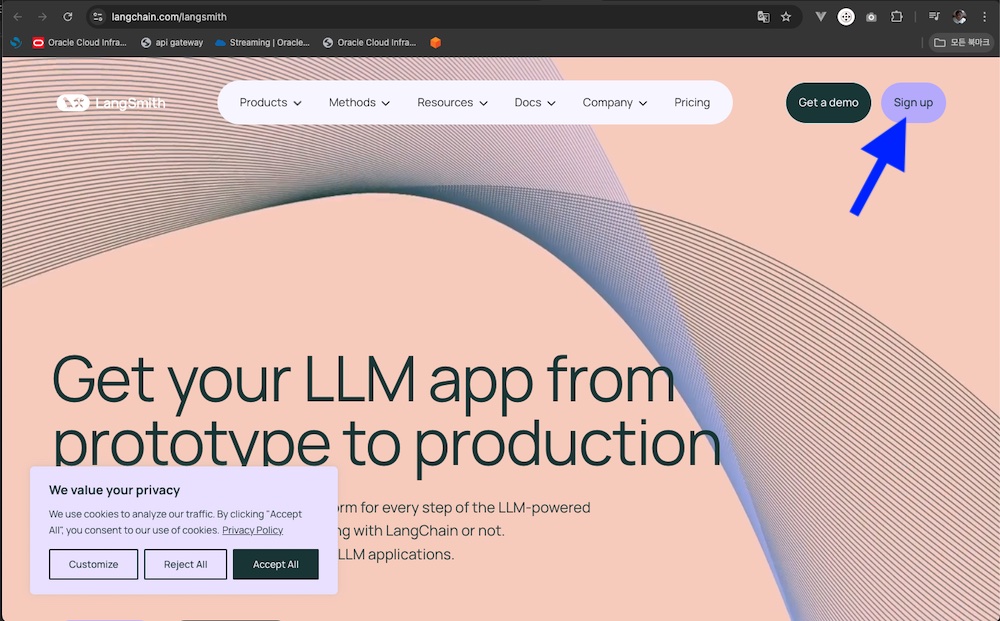 langchain.com/langsmith
Oracle Cloud Infra... api gateway Streaming | Oracle... Oracle Cloud Infra... 모든 북마크
LangSmith Products Methods Resources Docs Company Pricing Get a demo Sign up
Get your LLM app from
prototype to production
orm for every step of the LLM-powered
ng with LangChain or not.
LLM applications.
We value your privacy
We use cookies to analyze our traffic. By clicking "Accept
All", you consent to our use of cookies. Privacy Policy
Customize Reject All Accept All